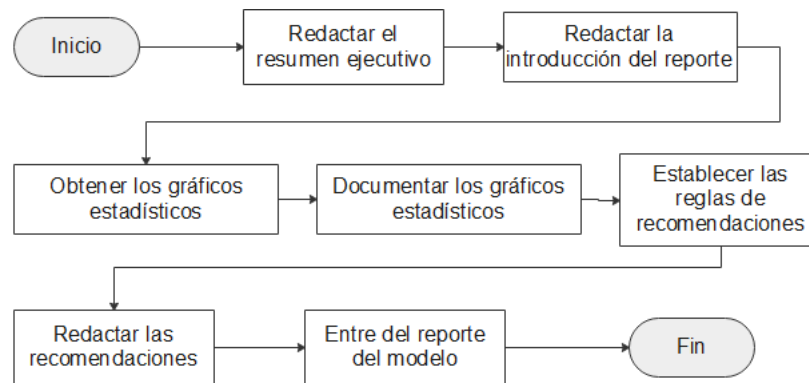 Inicio
Redactar el
resumen ejecutivo
Redactar la
introducción del reporte
Obtener los gráficos
estadísticos
Documentar los gráficos
estadísticos
Establecer las
reglas de
recomendaciones
Redactar las
recomendaciones
Entre del reporte
del modelo
Fin